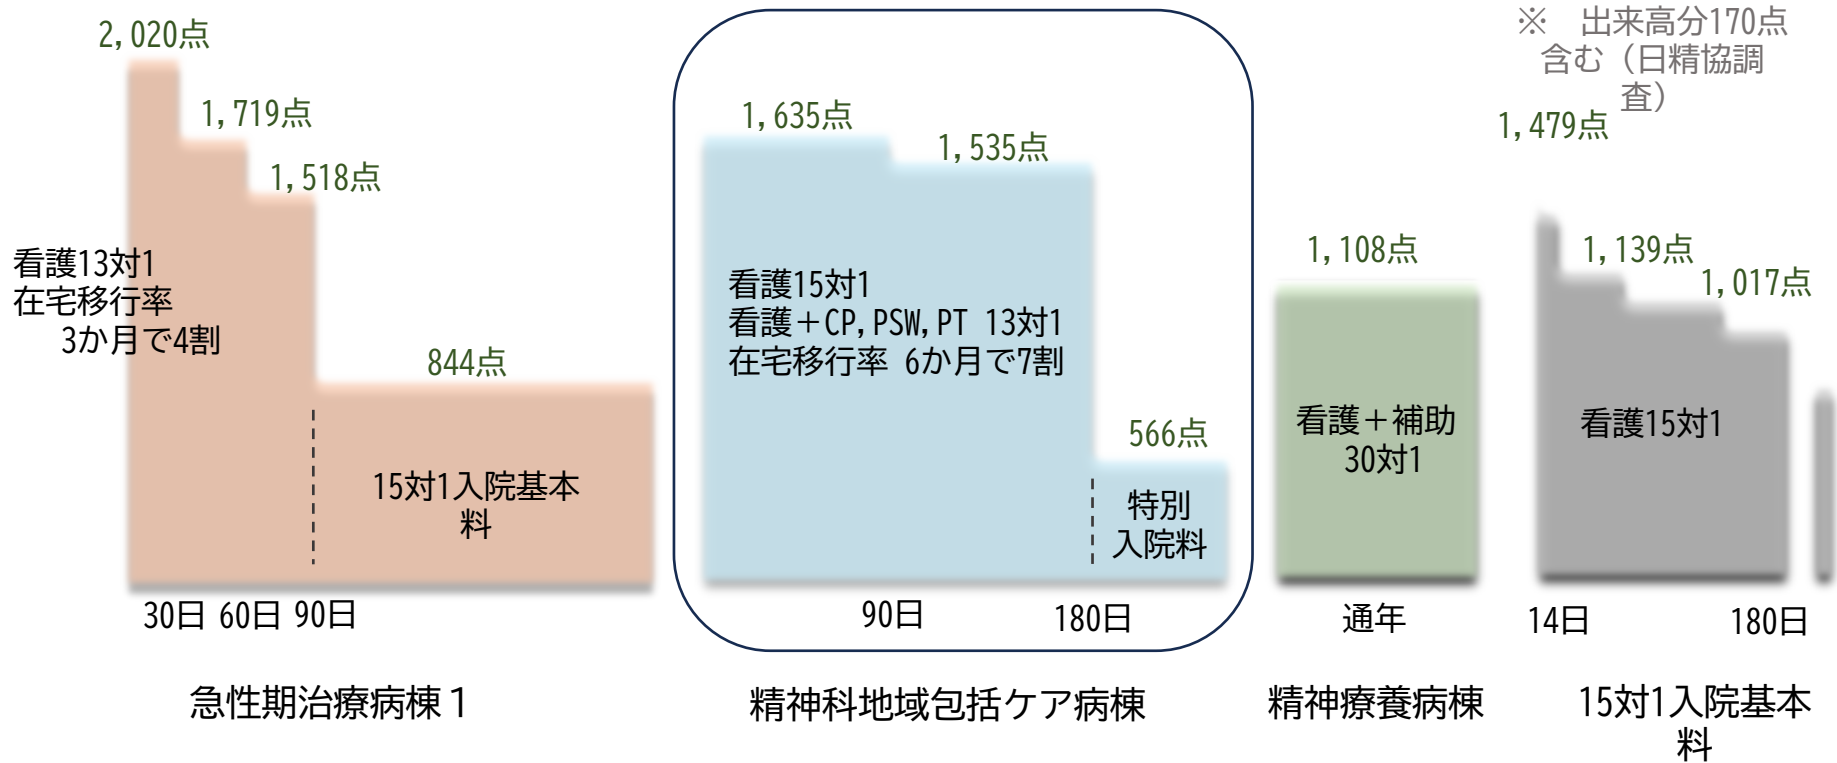 2,020点
1,719点
1,518点
看護13対1
在宅移行率
3か月で4割
844点
15対1入院基本
料
30日 60日 90日
急性期治療病棟1
1,635点
1,535点
看護15対1
看護+CP,PSW,PT 13対1
在宅移行率 6か月で7割
566点
特別
入院料
90日
180日
精神科地域包括ケア病棟
1,108点
看護+補助
30対1
通年
精神療養病棟
※ 出来高分170点
含む(日精協調
査)
1,479点
1,139点
1,017点
看護15対1
14日
180日
15対1入院基本
料